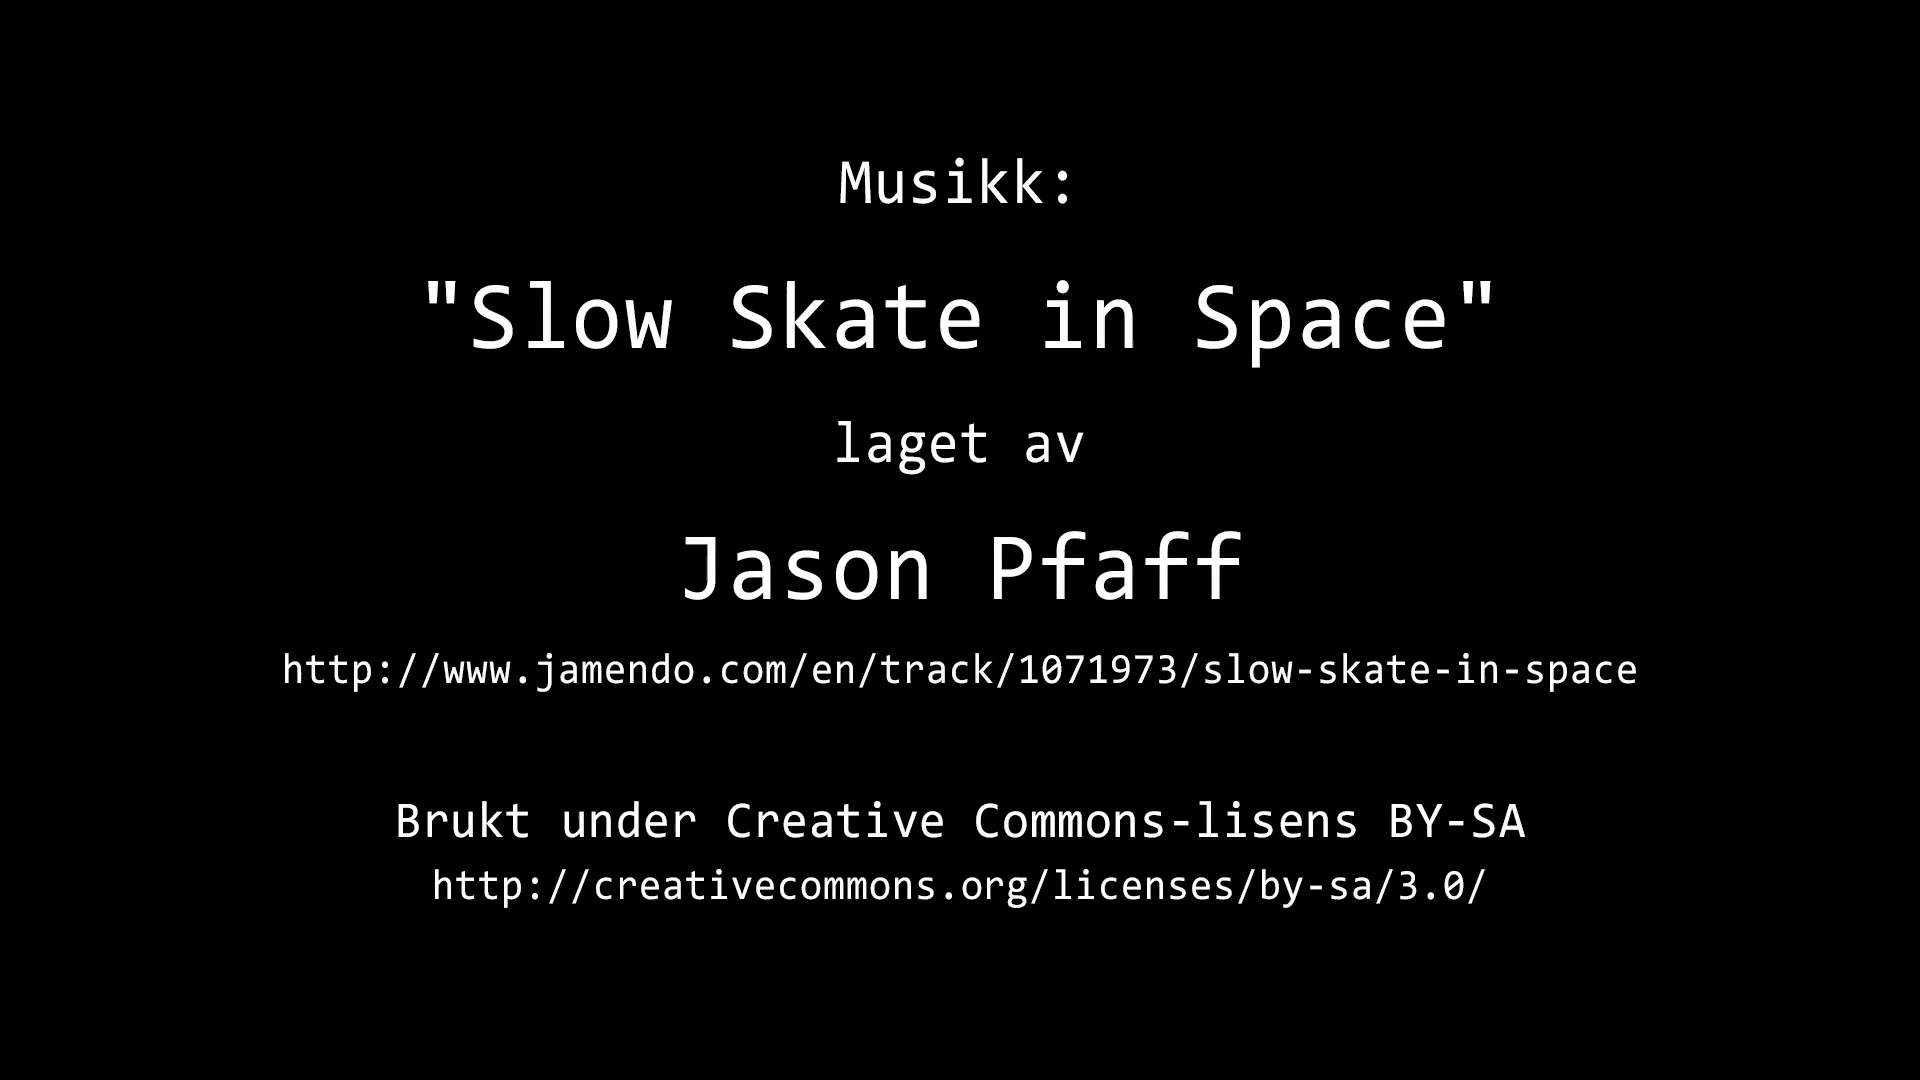 Musikk:
"Slow Skate in Space"
laget av
Jason Pfaff
http://www.jamendo.com/en/track/1071973/slow-skate-in-space
Brukt under Creative Commons-lisens BY-SA
http://creativecommons.org/licenses/by-sa/3.0/